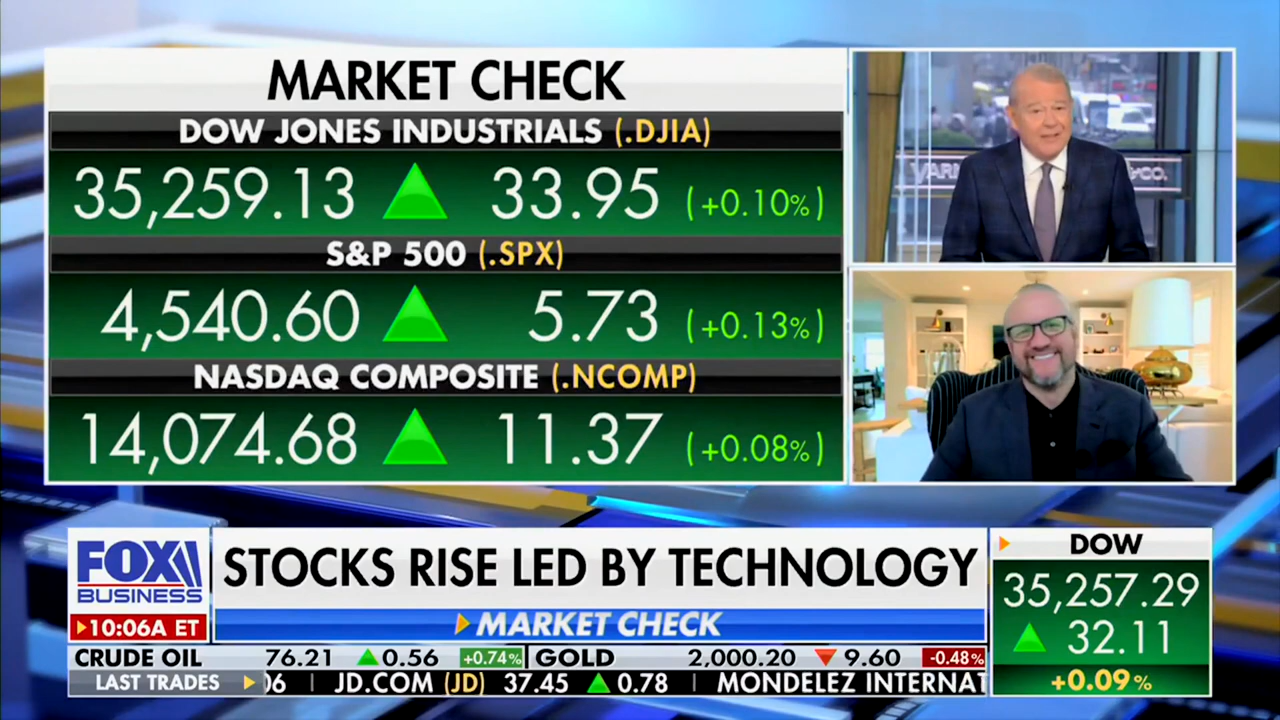 MARKET CHECK
DOW JONES INDUSTRIALS (.DJIA)
35,259.13 ▲ 33.95 (+0.10%)
S&P 500 (.SPX)
4,540.60 ▲ 5.73 (+0.13%)
NASDAQ COMPOSITE (.NCOMP)
14,074.68 ▲ 11.37 (+0.08%)
VARN
&CO.
FOX
BUSINESS
10:06A ET
STOCKS RISE LED BY TECHNOLOGY
MARKET CHECK
DOW
35,257.29
▲ 32.11
+0.09%
CRUDE OIL 76.21 ▲ 0.56 +0.74% GOLD 2,000.20 ▼ 9.60 -0.48%
LAST TRADES 06 | JD.COM (JD) 37.45 ▲ 0.78 | MONDELEZ INTERNAT